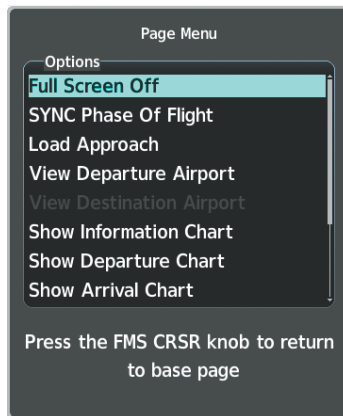 Page Menu
Options
Full Screen Off
SYNC Phase Of Flight
Load Approach
View Departure Airport
View Destination Airport
Show Information Chart
Show Departure Chart
Show Arrival Chart
Press the FMS CRSR knob to return
to base page